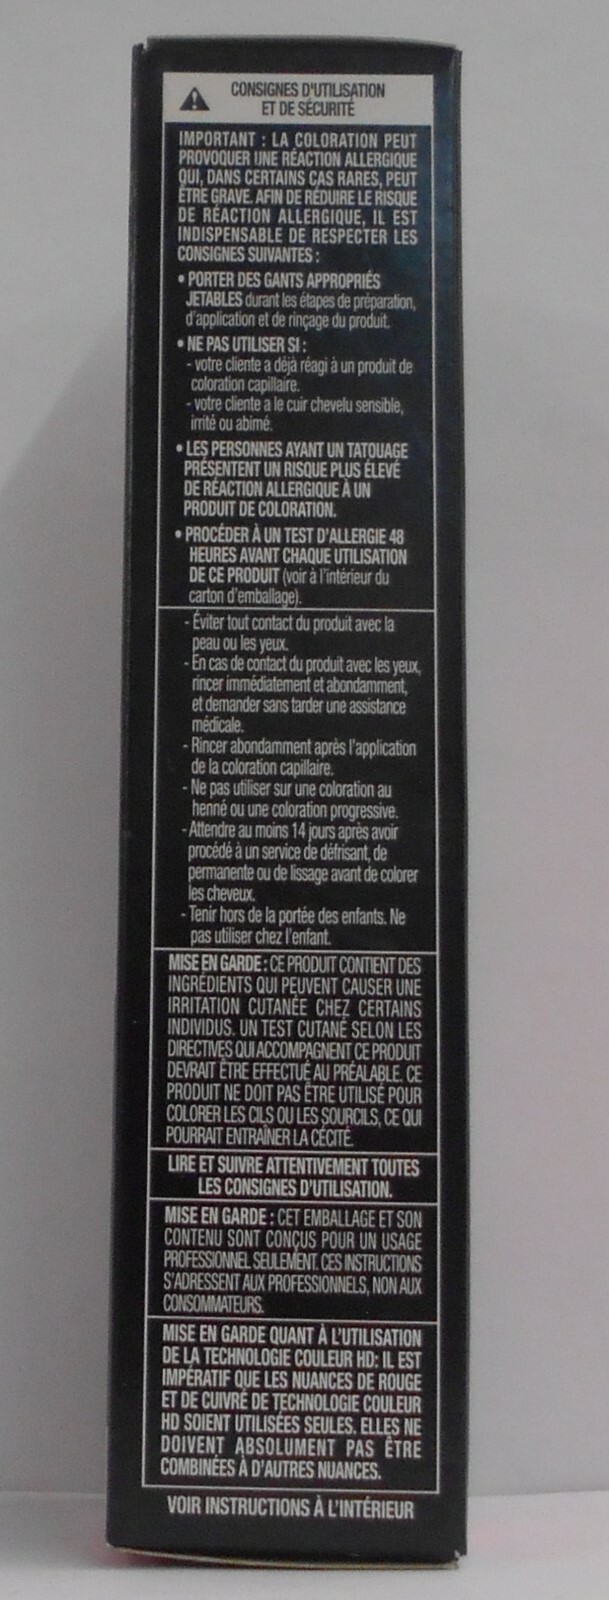 CONSIGNES D'UTILISATION
ET DE SÉCURITÉ
IMPORTANT : LA COLORATION PEUT
PROVOQUER UNE RÉACTION ALLERGIQUE
QUI, DANS CERTAINS CAS RARES, PEUT
ÊTRE GRAVE. AFIN DE RÉDUIRE LE RISQUE
DE RÉACTION ALLERGIQUE, IL EST
INDISPENSABLE DE RESPECTER LES
CONSIGNES SUIVANTES :
• PORTER DES GANTS APPROPRIÉS
JETABLES durant les étapes de préparation,
d'application et de rinçage du produit.
• NE PAS UTILISER SI :
- votre cliente a déjà réagi à un produit de
coloration capillaire.
- votre cliente a le cuir chevelu sensible,
irrité ou abimé.
• LES PERSONNES AYANT UN TATOUAGE
PRÉSENTENT UN RISQUE PLUS ÉLEVÉ
DE RÉACTION ALLERGIQUE À UN
PRODUIT DE COLORATION.
• PROCÉDER À UN TEST D'ALLERGIE 48
HEURES AVANT CHAQUE UTILISATION
DE CE PRODUIT (voir à l'intérieur du
carton d'emballage).
- Éviter tout contact du produit avec la
peau ou les yeux.
- En cas de contact du produit avec les yeux,
rincer immédiatement et abondamment,
et demander sans tarder une assistance
médicale.
- Rincer abondamment après l'application
de la coloration capillaire.
- Ne pas utiliser sur une coloration au
henné ou une coloration progressive.
- Attendre au moins 14 jours après avoir
procédé à un service de défrisant, de
permanente ou de lissage avant de colorer
les cheveux.
- Tenir hors de la portée des enfants. Ne
pas utiliser chez l'enfant.
MISE EN GARDE : CE PRODUIT CONTIENT DES
INGRÉDIENTS QUI PEUVENT CAUSER UNE
IRRITATION CUTANÉE CHEZ CERTAINS
INDIVIDUS. UN TEST CUTANÉ SELON LES
DIRECTIVES QUI ACCOMPAGNENT CE PRODUIT
DEVRAIT ÊTRE EFFECTUÉ AU PRÉALABLE. CE
PRODUIT NE DOIT PAS ÊTRE UTILISÉ POUR
COLORER LES CILS OU LES SOURCILS, CE QUI
POURRAIT ENTRAÎNER LA CÉCITÉ.
LIRE ET SUIVRE ATTENTIVEMENT TOUTES
LES CONSIGNES D'UTILISATION.
MISE EN GARDE : CET EMBALLAGE ET SON
CONTENU SONT CONÇUS POUR UN USAGE
PROFESSIONNEL SEULEMENT. CES INSTRUCTIONS
S'ADRESSENT AUX PROFESSIONNELS, NON AUX
CONSOMMATEURS.
MISE EN GARDE QUANT À L'UTILISATION
DE LA TECHNOLOGIE COULEUR HD: IL EST
IMPÉRATIF QUE LES NUANCES DE ROUGE
ET DE CUIVRÉ DE TECHNOLOGIE COULEUR
HD SOIENT UTILISÉES SEULES. ELLES NE
DOIVENT ABSOLUMENT PAS ÊTRE
COMBINÉES À D'AUTRES NUANCES.
VOIR INSTRUCTIONS À L'INTÉRIEUR